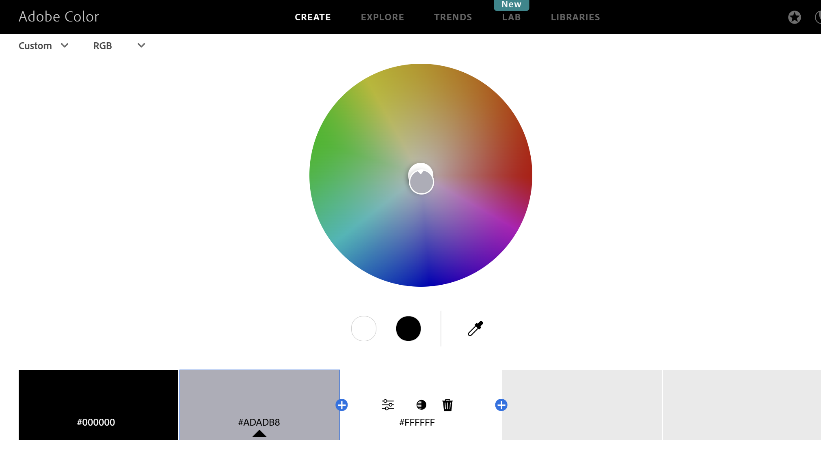 New
Adobe Color CREATE EXPLORE TRENDS LAB LIBRARIES
Custom RGB
#000000 #ADADB8 #FFFFFF